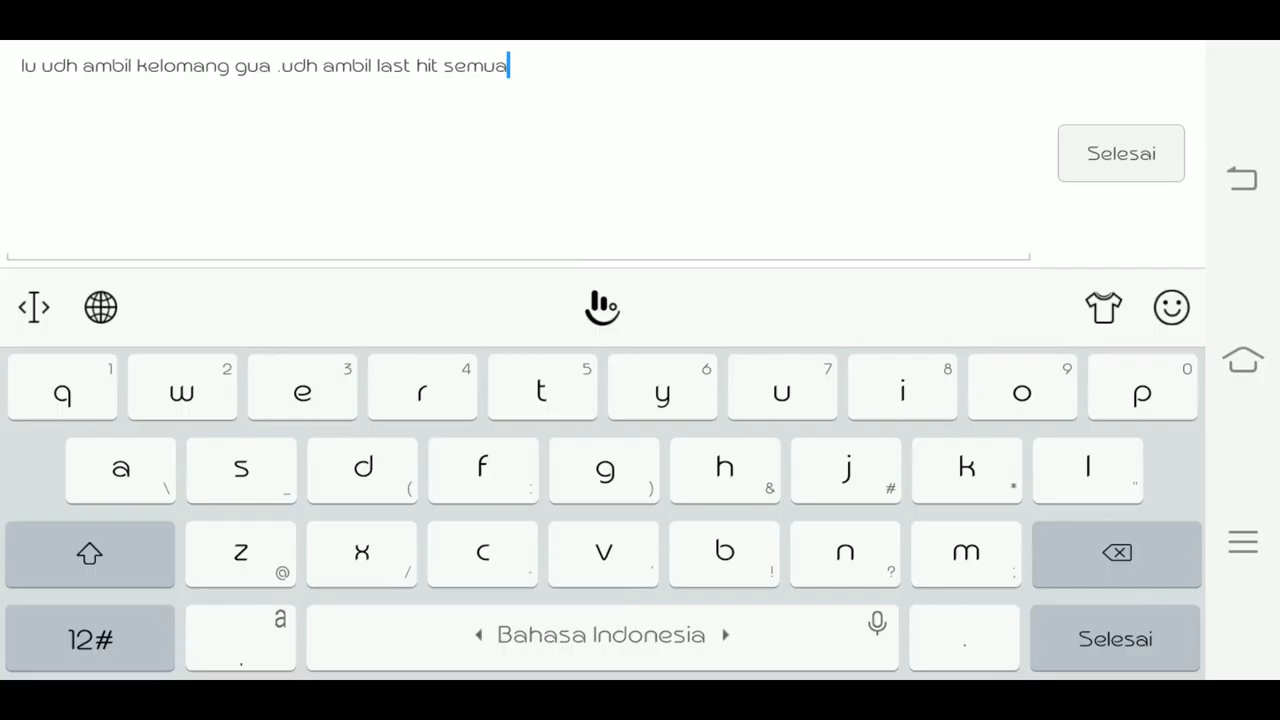 lu udh ambil kelomang gua .udh ambil last hit semua
Selesai
1 2 3 4 5 6 7 8 9 0
q w e r t y u i o p
a s d f g h j k l
\ _ ( : ) & # * "
z x c v b n m
@ / - ' ! ? ;
12# , a Bahasa Indonesia . Selesai